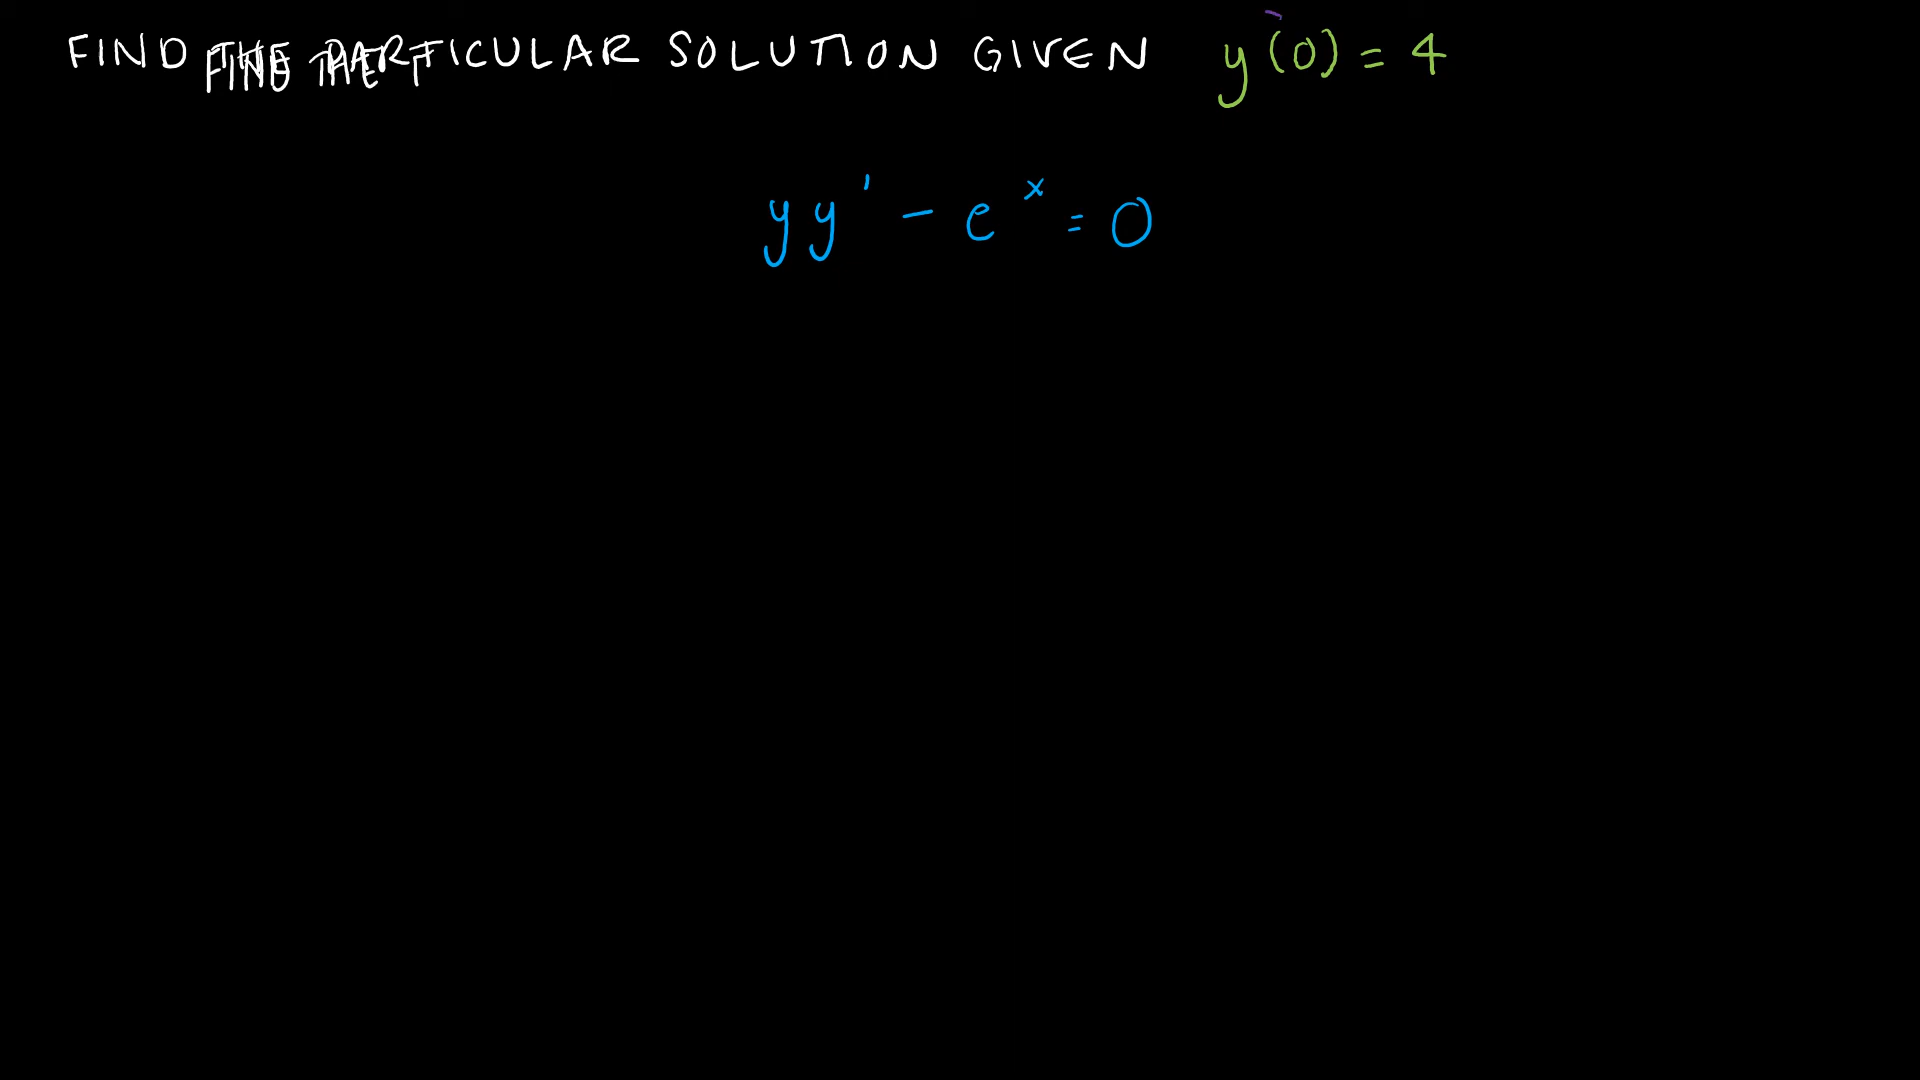 FIND THE PARTICULAR SOLUTION GIVEN y(0) = 4
yy' - e^x = 0